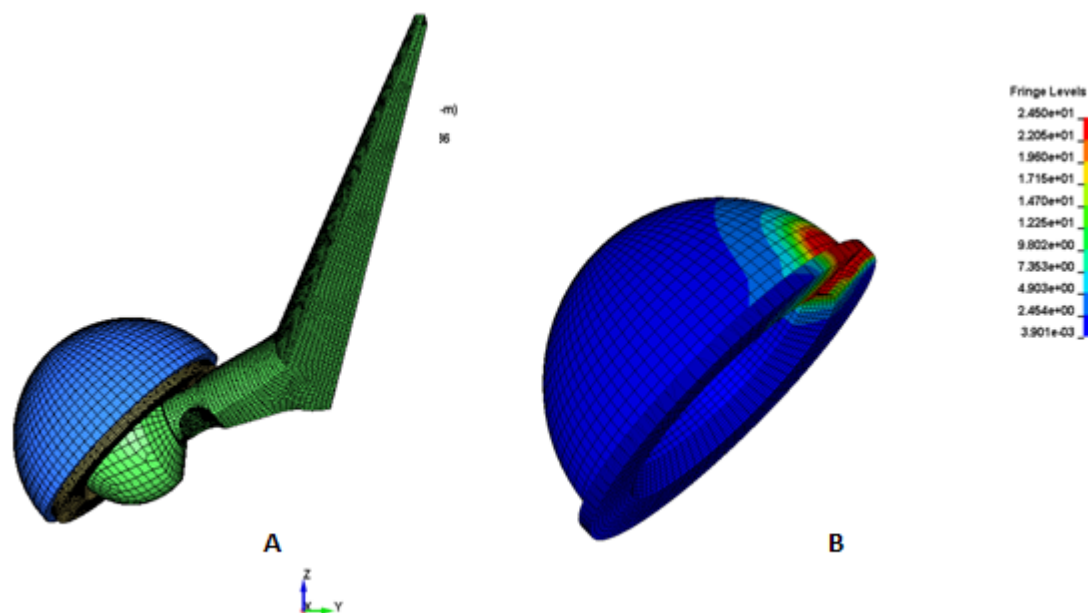 -m)
36
Fringe Levels
2.450e+01
2.205e+01
1.960e+01
1.715e+01
1.470e+01
1.225e+01
9.802e+00
7.353e+00
4.903e+00
2.454e+00
3.901e-03
A
B
Z
X
Y